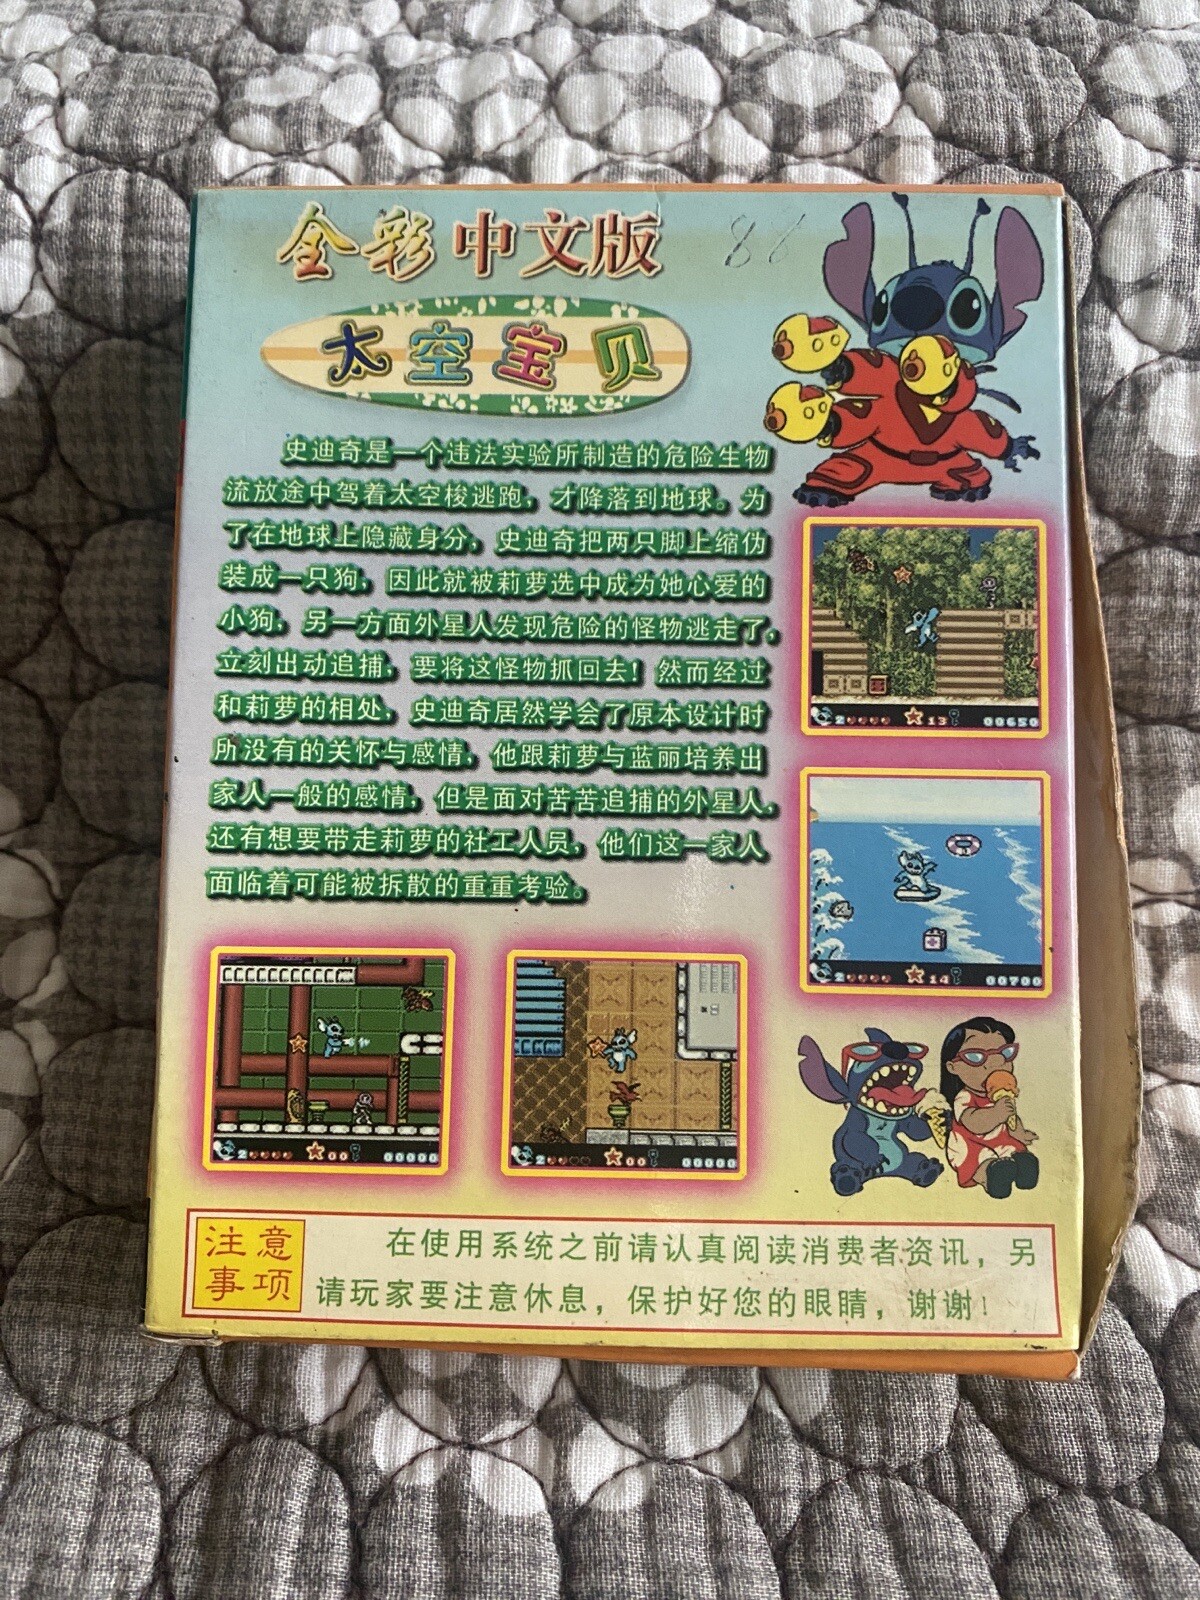 全彩中文版
88
太空宝贝
史迪奇是一个违法实验所制造的危险生物
流放途中驾着太空梭逃跑，才降落到地球。为
了在地球上隐藏身分，史迪奇把两只脚上缩伪
装成一只狗，因此就被莉萝选中成为她心爱的
小狗，另一方面外星人发现危险的怪物逃走了，
立刻出动追捕，要将这怪物抓回去！然而经过
和莉萝的相处，史迪奇居然学会了原本设计时
所没有的关怀与感情，他跟莉萝与蓝丽培养出
家人一般的感情，但是面对苦苦追捕的外星人，
还有想要带走莉萝的社工人员，他们这一家人
面临着可能被拆散的重重考验。
2 13 00650
2 14 00700
2 00 00000
2 00 00000
注意
事项
在使用系统之前请认真阅读消费者资讯，另
请玩家要注意休息，保护好您的眼睛，谢谢！